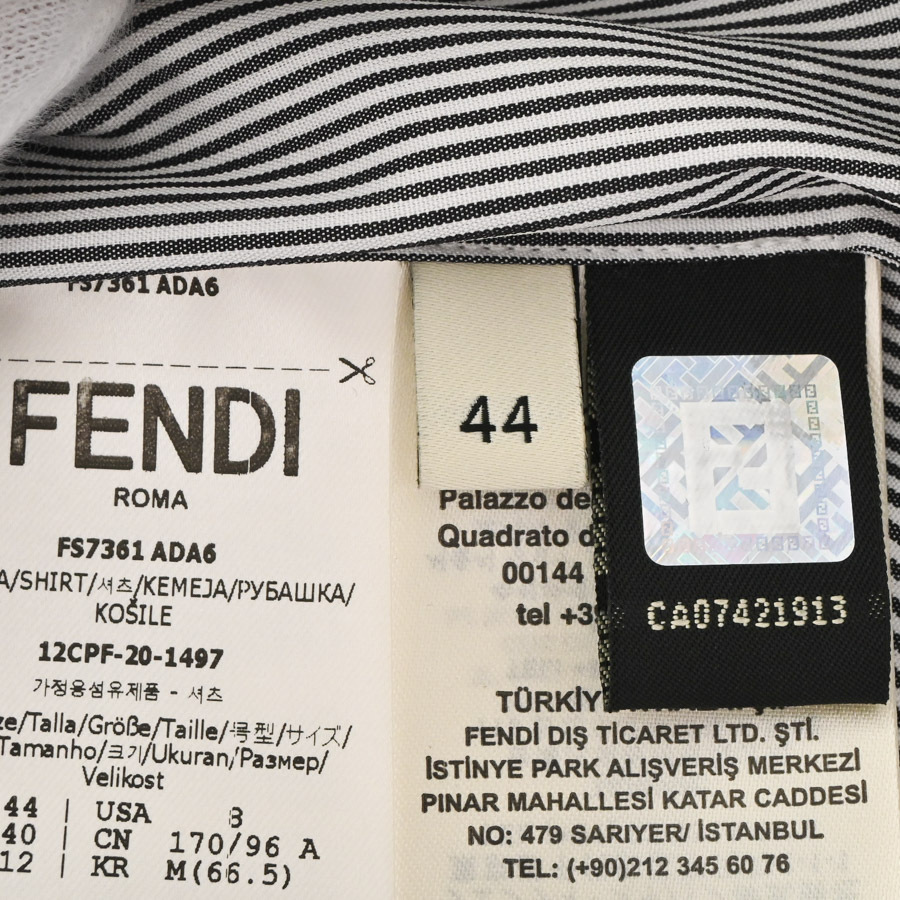 FS7361 ADA6
FENDI
ROMA
FS7361 ADA6
A/SHIRT/셔츠/KEMEJA/РУБАШКА/
KOŠILE
12CPF-20-1497
가정용섬유제품 - 셔츠
ze/Talla/Größe/Taille/号型/サイズ/
Tamanho/크기/Ukuran/Размер/
Velikost
44 | USA 8
40 | CN 170/96 A
12 | KR M(66.5)
44
Palazzo de
Quadrato d
00144
tel +3
TÜRKİY
FENDİ DIŞ TİCARET LTD. ŞTİ.
İSTİNYE PARK ALIŞVERİŞ MERKEZİ
PINAR MAHALLESİ KATAR CADDESİ
NO: 479 SARIYER/ İSTANBUL
TEL: (+90)212 345 60 76
CA07421913